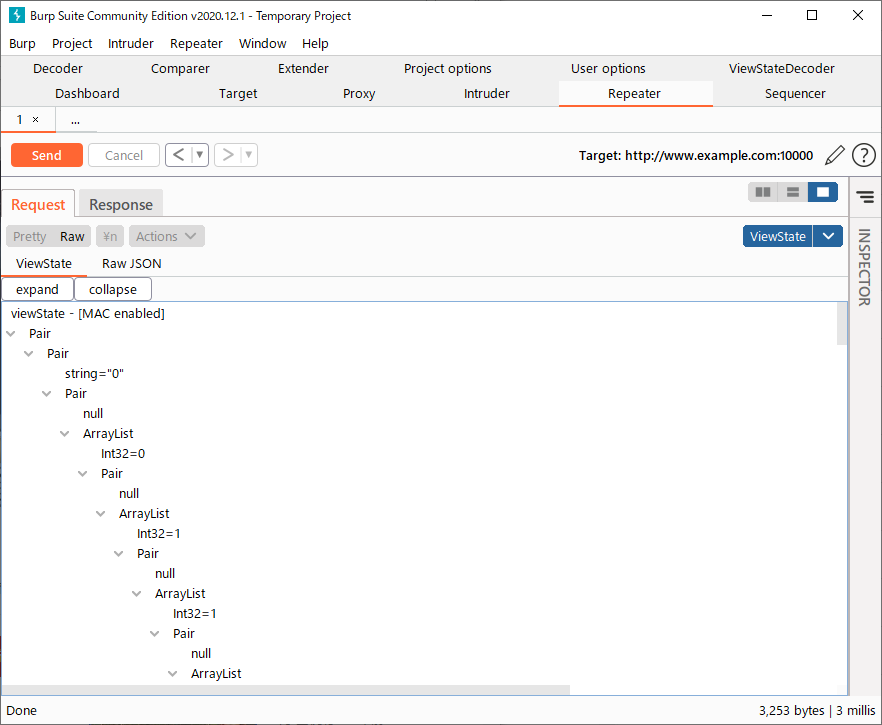 Burp Suite Community Edition v2020.12.1 - Temporary Project
Burp Project Intruder Repeater Window Help
Decoder Comparer Extender Project options User options ViewStateDecoder
Dashboard Target Proxy Intruder Repeater Sequencer
1 × ...
Send Cancel < > Target: http://www.example.com:10000 ?
Request Response
Pretty Raw ¥n Actions ViewState
ViewState Raw JSON
INSPECTOR
expand collapse
viewState - [MAC enabled]
Pair
Pair
string="0"
Pair
null
ArrayList
Int32=0
Pair
null
ArrayList
Int32=1
Pair
null
ArrayList
Int32=1
Pair
null
ArrayList
Done 3,253 bytes | 3 millis